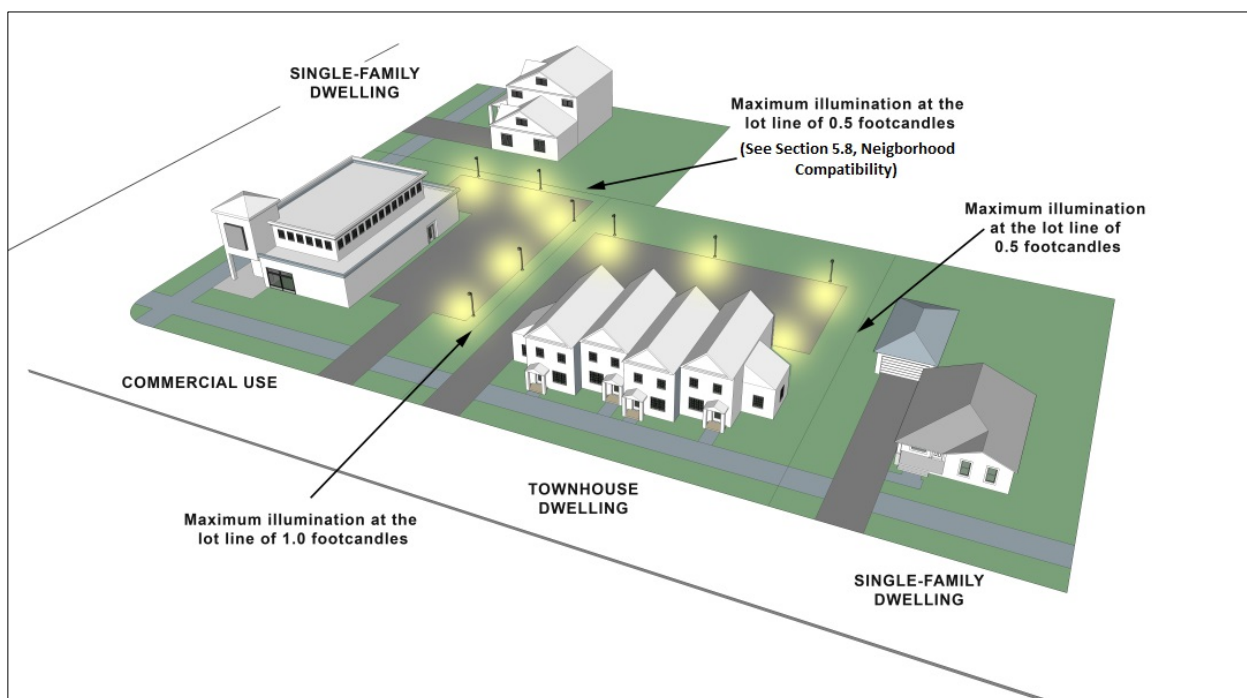 SINGLE-FAMILY
DWELLING
Maximum illumination at the
lot line of 0.5 footcandles
(See Section 5.8, Neigborhood
Compatibility)
Maximum illumination
at the lot line of
0.5 footcandles
COMMERCIAL USE
TOWNHOUSE
DWELLING
Maximum illumination at the
lot line of 1.0 footcandles
SINGLE-FAMILY
DWELLING